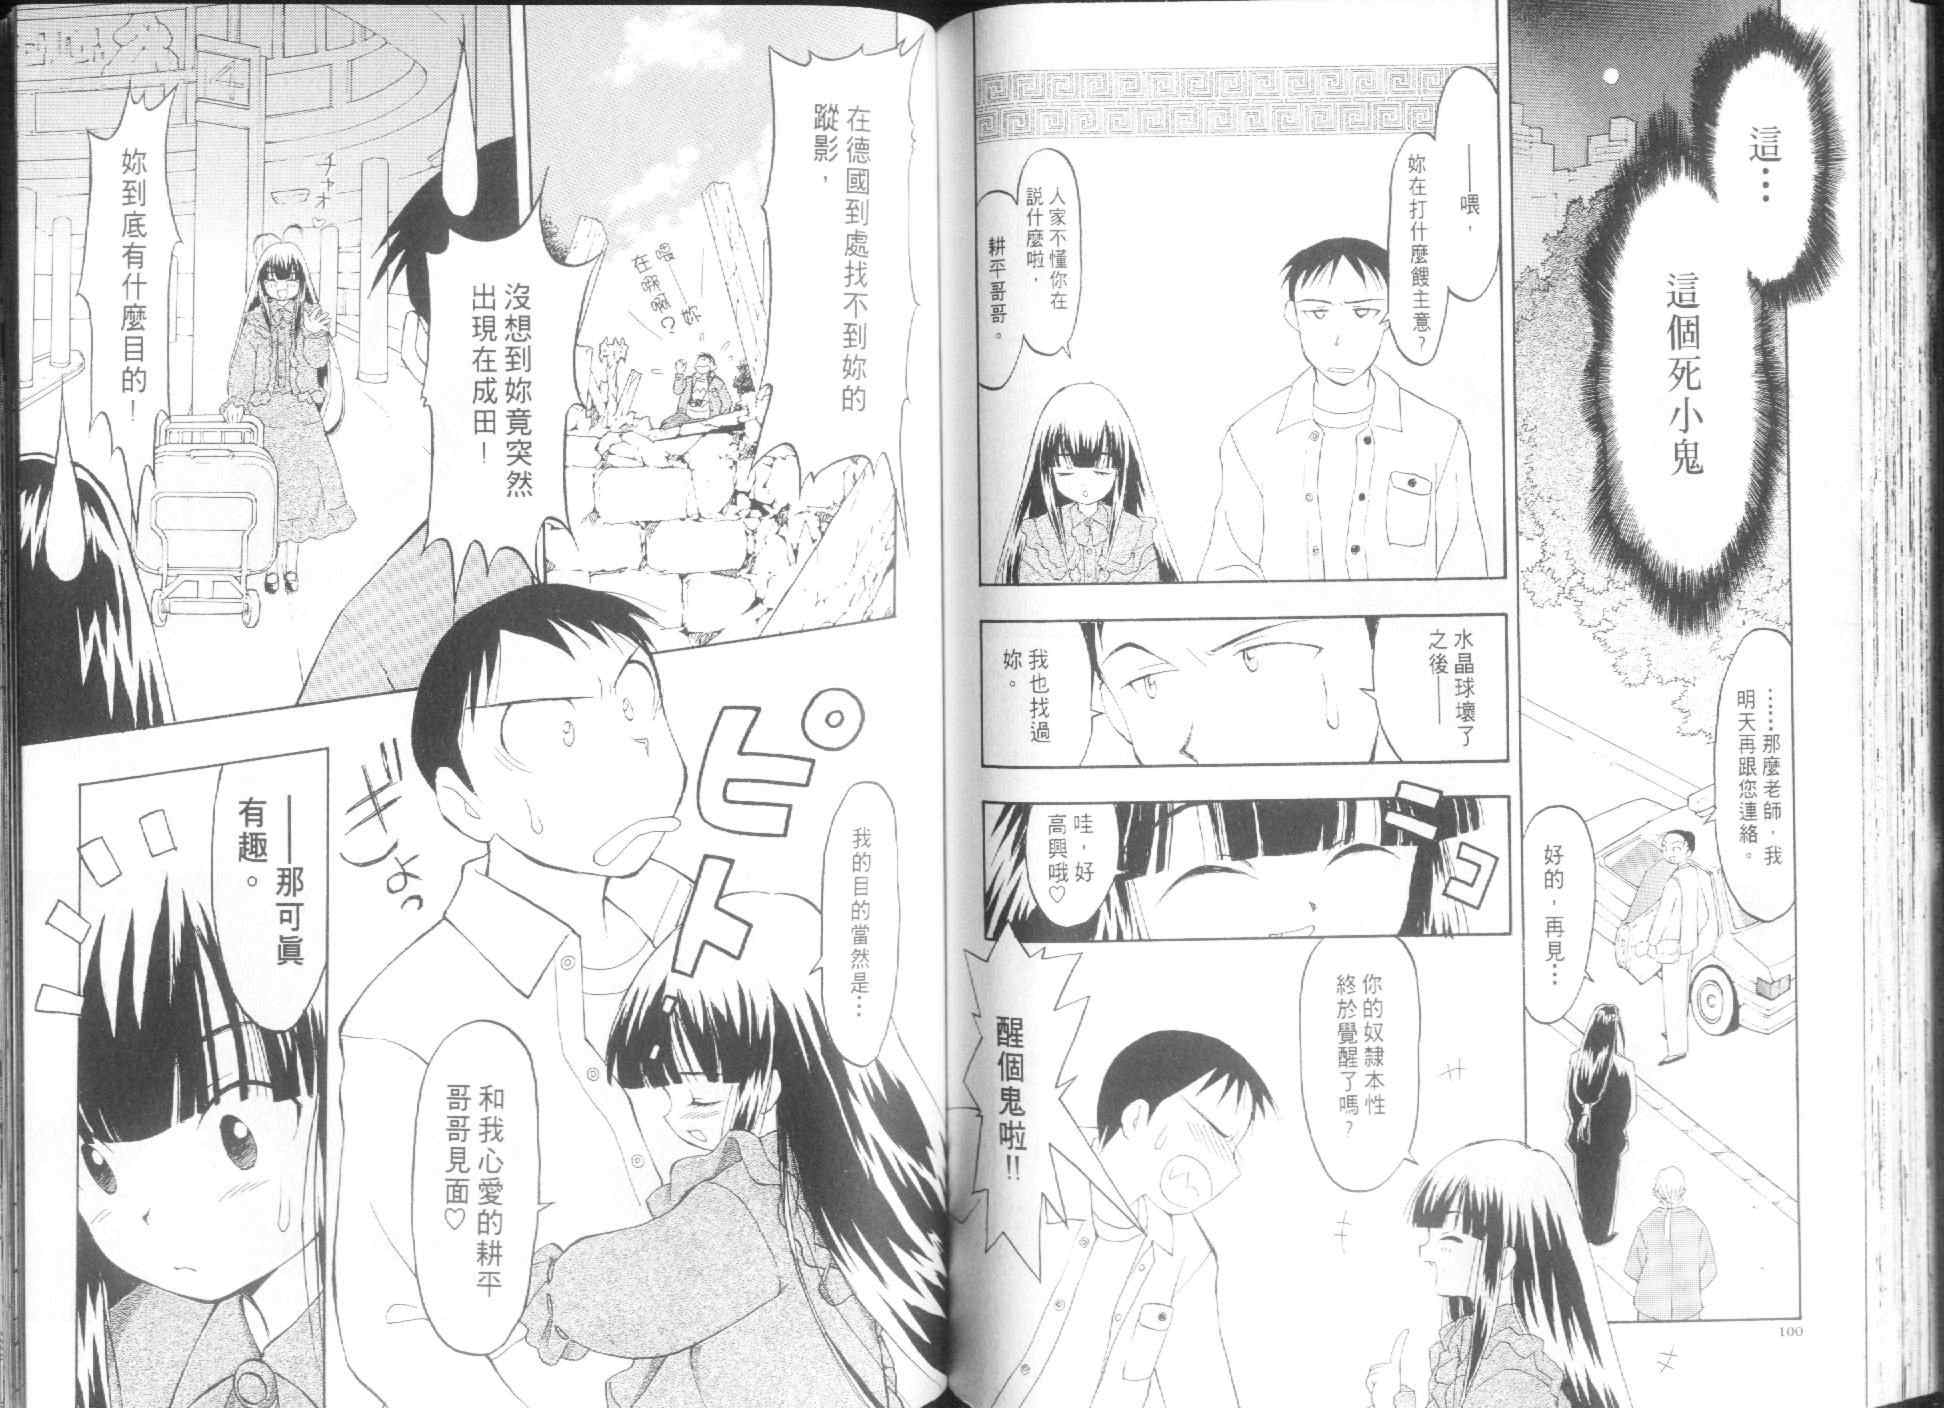 這…
這個死小鬼
……那麼老師，我
明天再跟您連絡。
好的，再見…
——喂，
妳在打什麼餿主意？
人家不懂你在
說什麼啦，
耕平哥哥。
水晶球壞了
之後——
我也找過
妳。
ニコ
哇，好
高興哦♡
你的奴隸本性
終於覺醒了嗎？
醒個鬼啦!!
100
在德國到處找不到妳的
蹤影，
喂——妳
在哪啊？
沒想到妳竟突然
出現在成田！
4
チャオ♡
妳到底有什麼目的！
我的目的當然是…
ピト
ぎょっ
和我心愛的耕平
哥哥見面♡
——那可真
有趣。